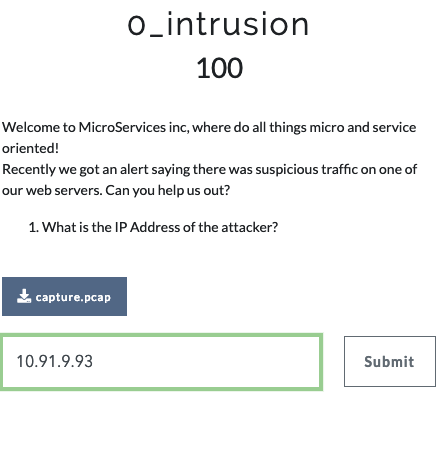 0_intrusion
100
Welcome to MicroServices inc, where do all things micro and service
oriented!
Recently we got an alert saying there was suspicious traffic on one of
our web servers. Can you help us out?
1. What is the IP Address of the attacker?
capture.pcap
10.91.9.93
Submit